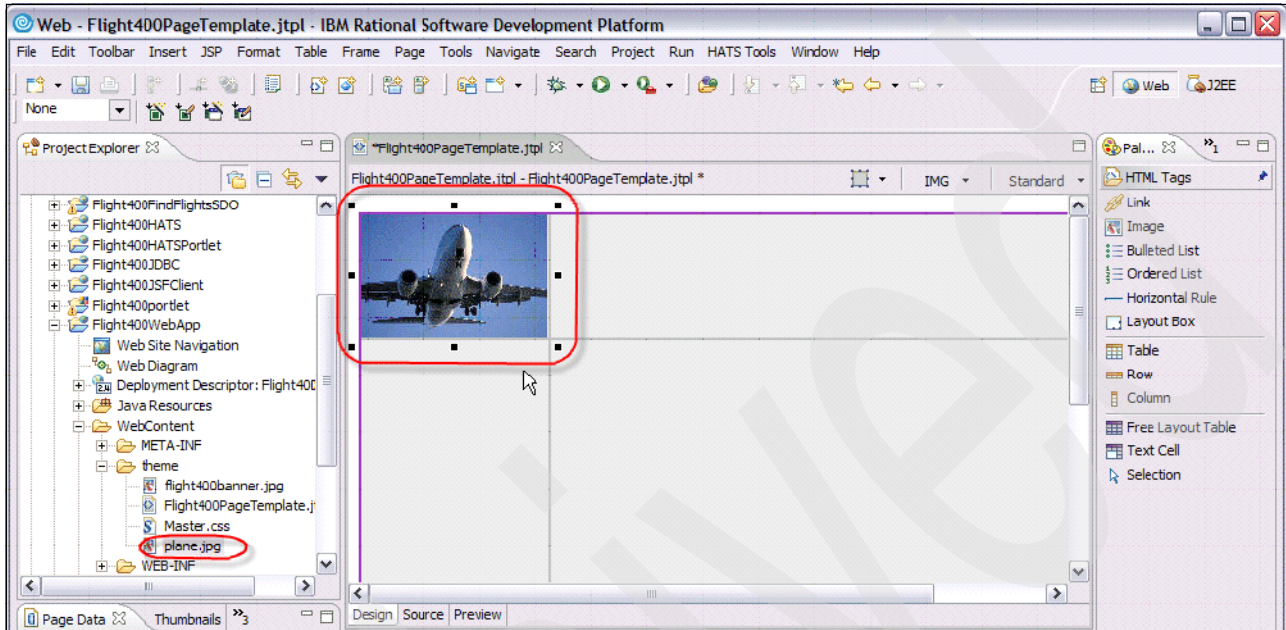 Web - Flight400PageTemplate.jtpl - IBM Rational Software Development Platform
File Edit Toolbar Insert JSP Format Table Frame Page Tools Navigate Search Project Run HATS Tools Window Help
Web J2EE
None
Project Explorer
Flight400FindFlightsSDO
Flight400HATS
Flight400HATSPortlet
Flight400JDBC
Flight400JSFClient
Flight400portlet
Flight400WebApp
Web Site Navigation
Web Diagram
Deployment Descriptor: Flight400D
Java Resources
WebContent
META-INF
theme
flight400banner.jpg
Flight400PageTemplate.jt
Master.css
plane.jpg
WEB-INF
Page Data Thumbnails »3
*Flight400PageTemplate.jtpl
Flight400PageTemplate.jtpl - Flight400PageTemplate.jtpl *
IMG Standard
Design Source Preview
Pal... »1
HTML Tags
Link
Image
Bulleted List
Ordered List
Horizontal Rule
Layout Box
Table
Row
Column
Free Layout Table
Text Cell
Selection